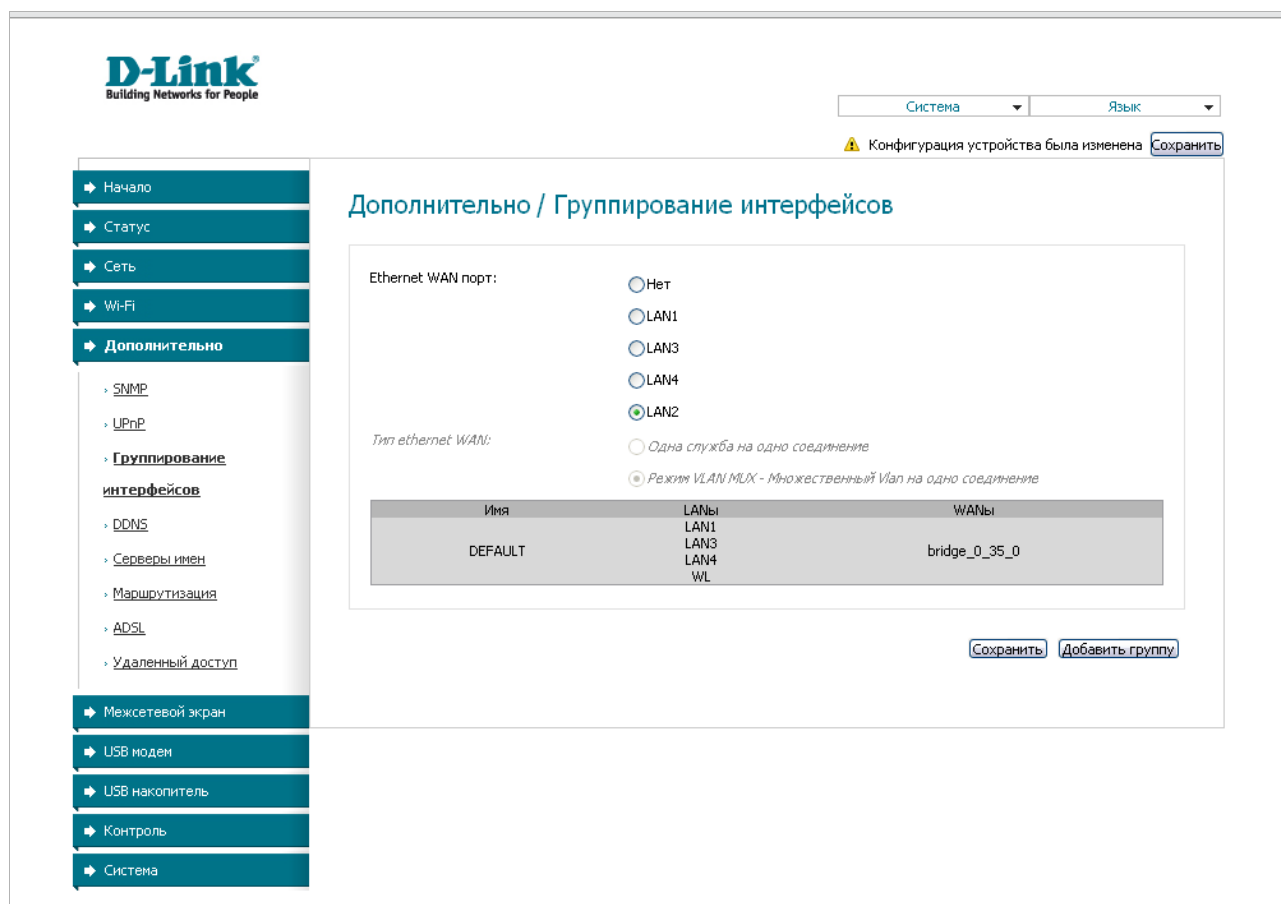 D-Link
Building Networks for People
Система
Язык
Конфигурация устройства была изменена
Сохранить
Начало
Статус
Сеть
Wi-Fi
Дополнительно
SNMP
UPnP
Группирование
интерфейсов
DDNS
Серверы имен
Маршрутизация
ADSL
Удаленный доступ
Межсетевой экран
USB модем
USB накопитель
Контроль
Система
Дополнительно / Группирование интерфейсов
Ethernet WAN порт:
Нет
LAN1
LAN3
LAN4
LAN2
Тип ethernet WAN:
Одна служба на одно соединение
Режим VLAN MUX - Множественный Vlan на одно соединение
Имя LANы WANы
LAN1
LAN3
DEFAULT bridge_0_35_0
LAN4
WL
Сохранить Добавить группу